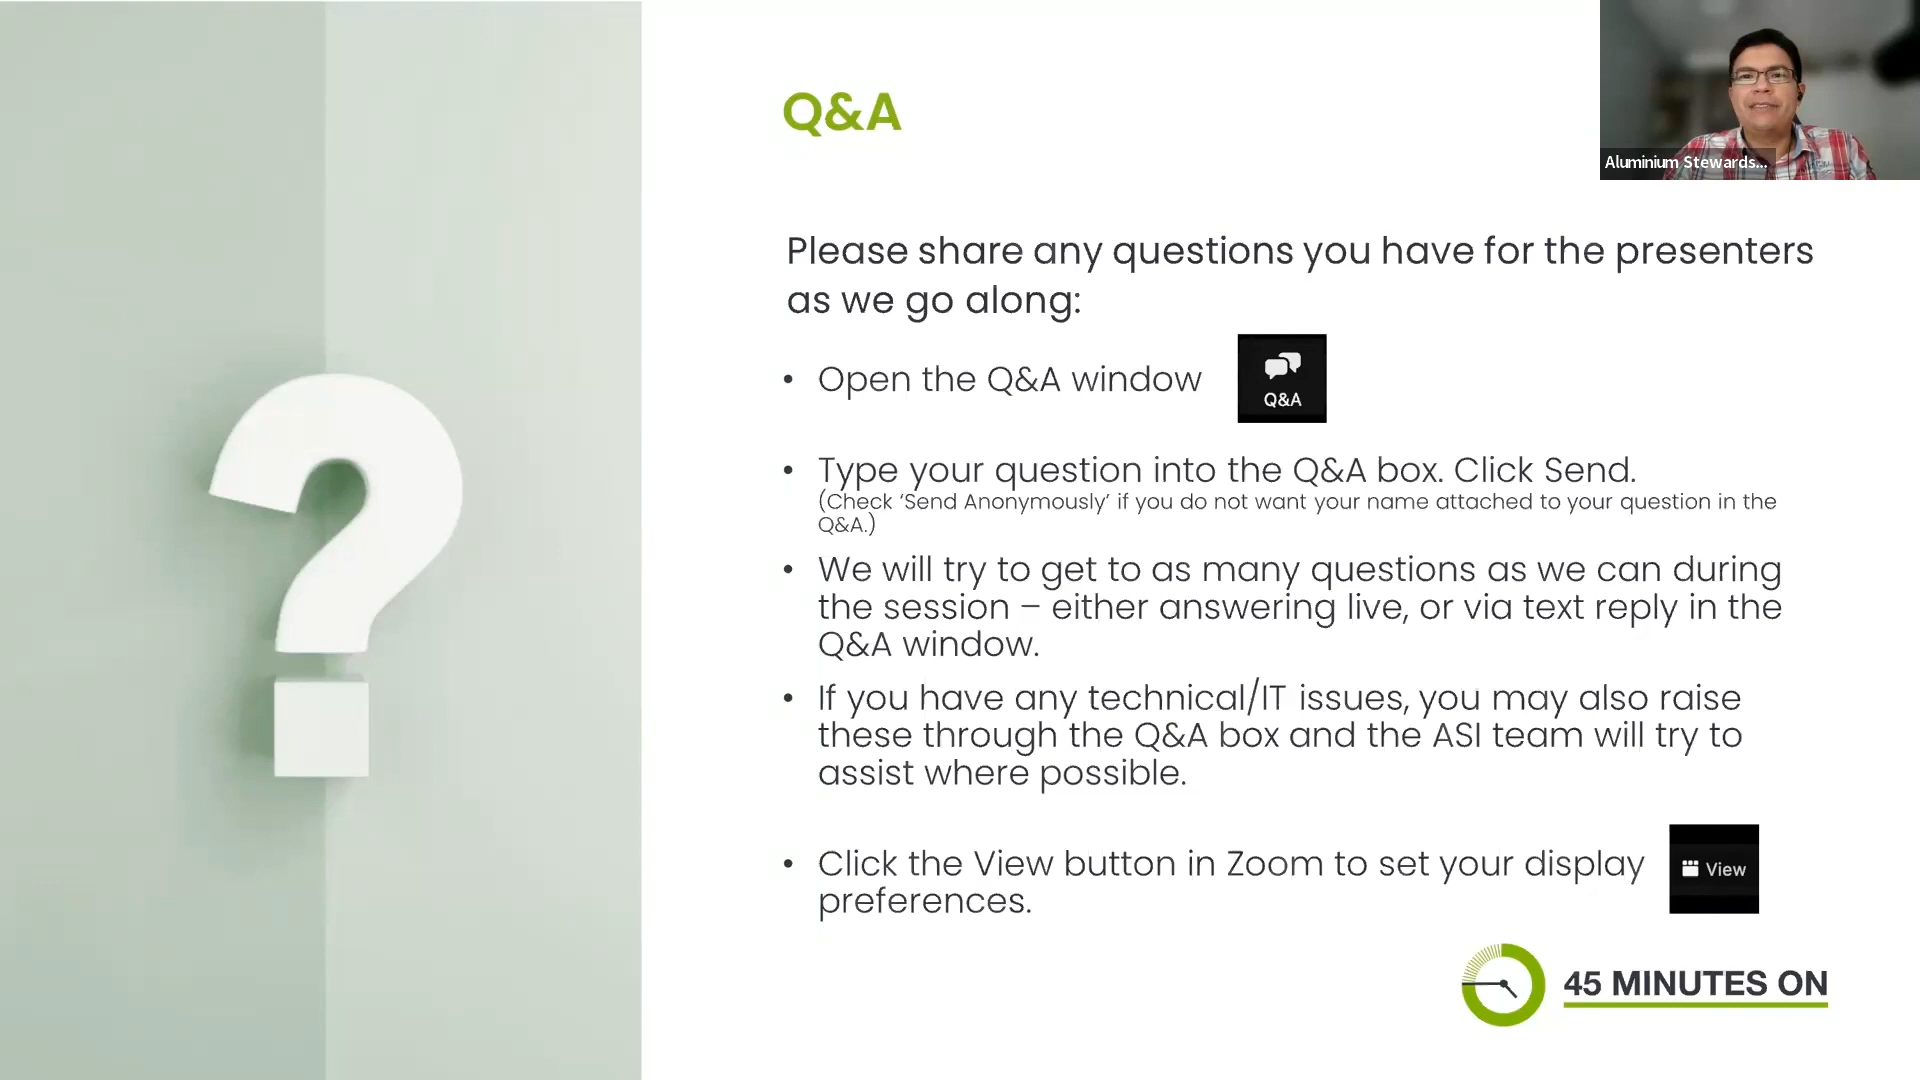 Q&A
Aluminium Stewards...
Please share any questions you have for the presenters
as we go along:
• Open the Q&A window
Q&A
• Type your question into the Q&A box. Click Send.
(Check ‘Send Anonymously’ if you do not want your name attached to your question in the
Q&A.)
• We will try to get to as many questions as we can during
the session – either answering live, or via text reply in the
Q&A window.
• If you have any technical/IT issues, you may also raise
these through the Q&A box and the ASI team will try to
assist where possible.
• Click the View button in Zoom to set your display
preferences.
View
45 MINUTES ON
?